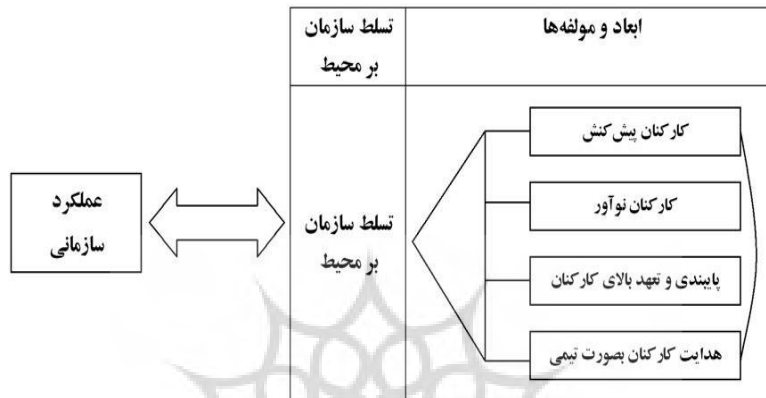 ابعاد و مولفه‌ها
تسلط سازمان
بر محیط
کارکنان پیش‌کنش
کارکنان نوآور
پایبندی و تعهد بالای کارکنان
هدایت کارکنان بصورت تیمی
تسلط سازمان
بر محیط
عملکرد
سازمانی